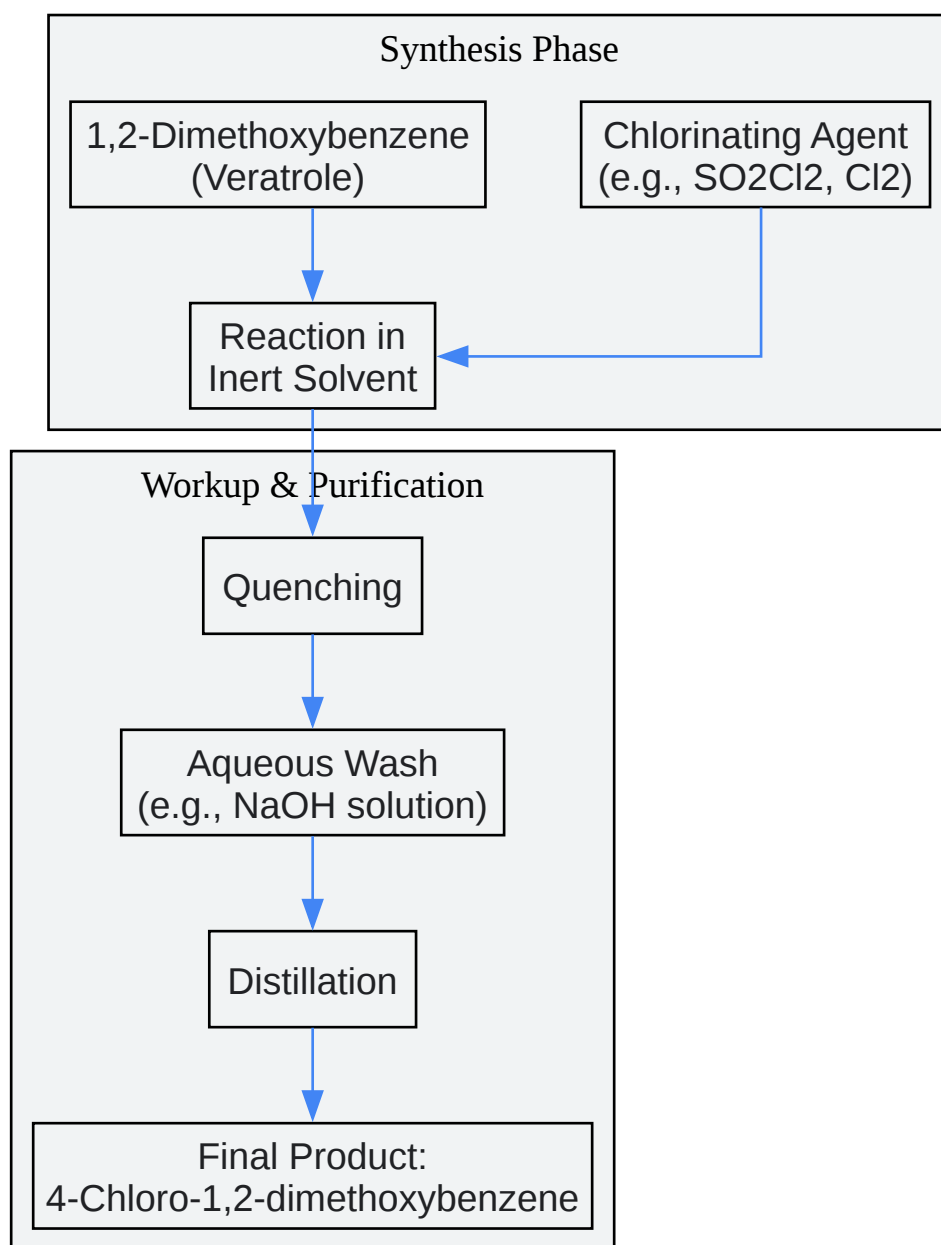 Synthesis Phase
1,2-Dimethoxybenzene
(Veratrole)
Chlorinating Agent
(e.g., SO2Cl2, Cl2)
Reaction in
Inert Solvent
Workup & Purification
Quenching
Aqueous Wash
(e.g., NaOH solution)
Distillation
Final Product:
4-Chloro-1,2-dimethoxybenzene